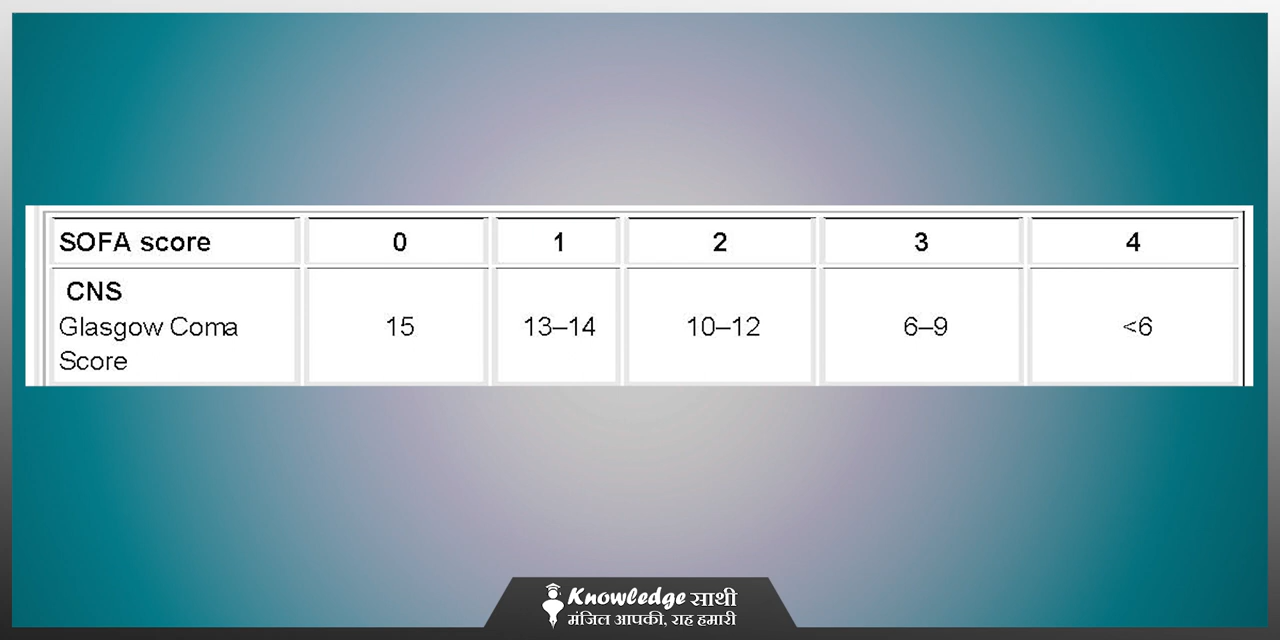 SOFA score 0 1 2 3 4
CNS
Glasgow Coma Score 15 13–14 10–12 6–9 <6
Knowledge साथी
मंजिल आपकी, राह हमारी